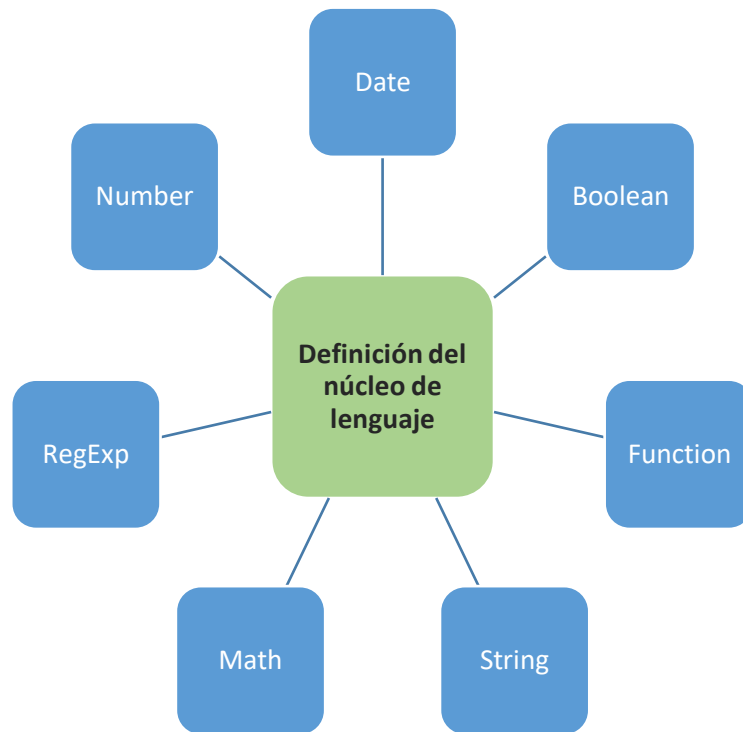 Date
Number
Boolean
Definición del
núcleo de
lenguaje
RegExp
Function
Math
String